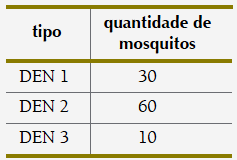 tipo quantidade de
mosquitos
DEN 1 30
DEN 2 60
DEN 3 10